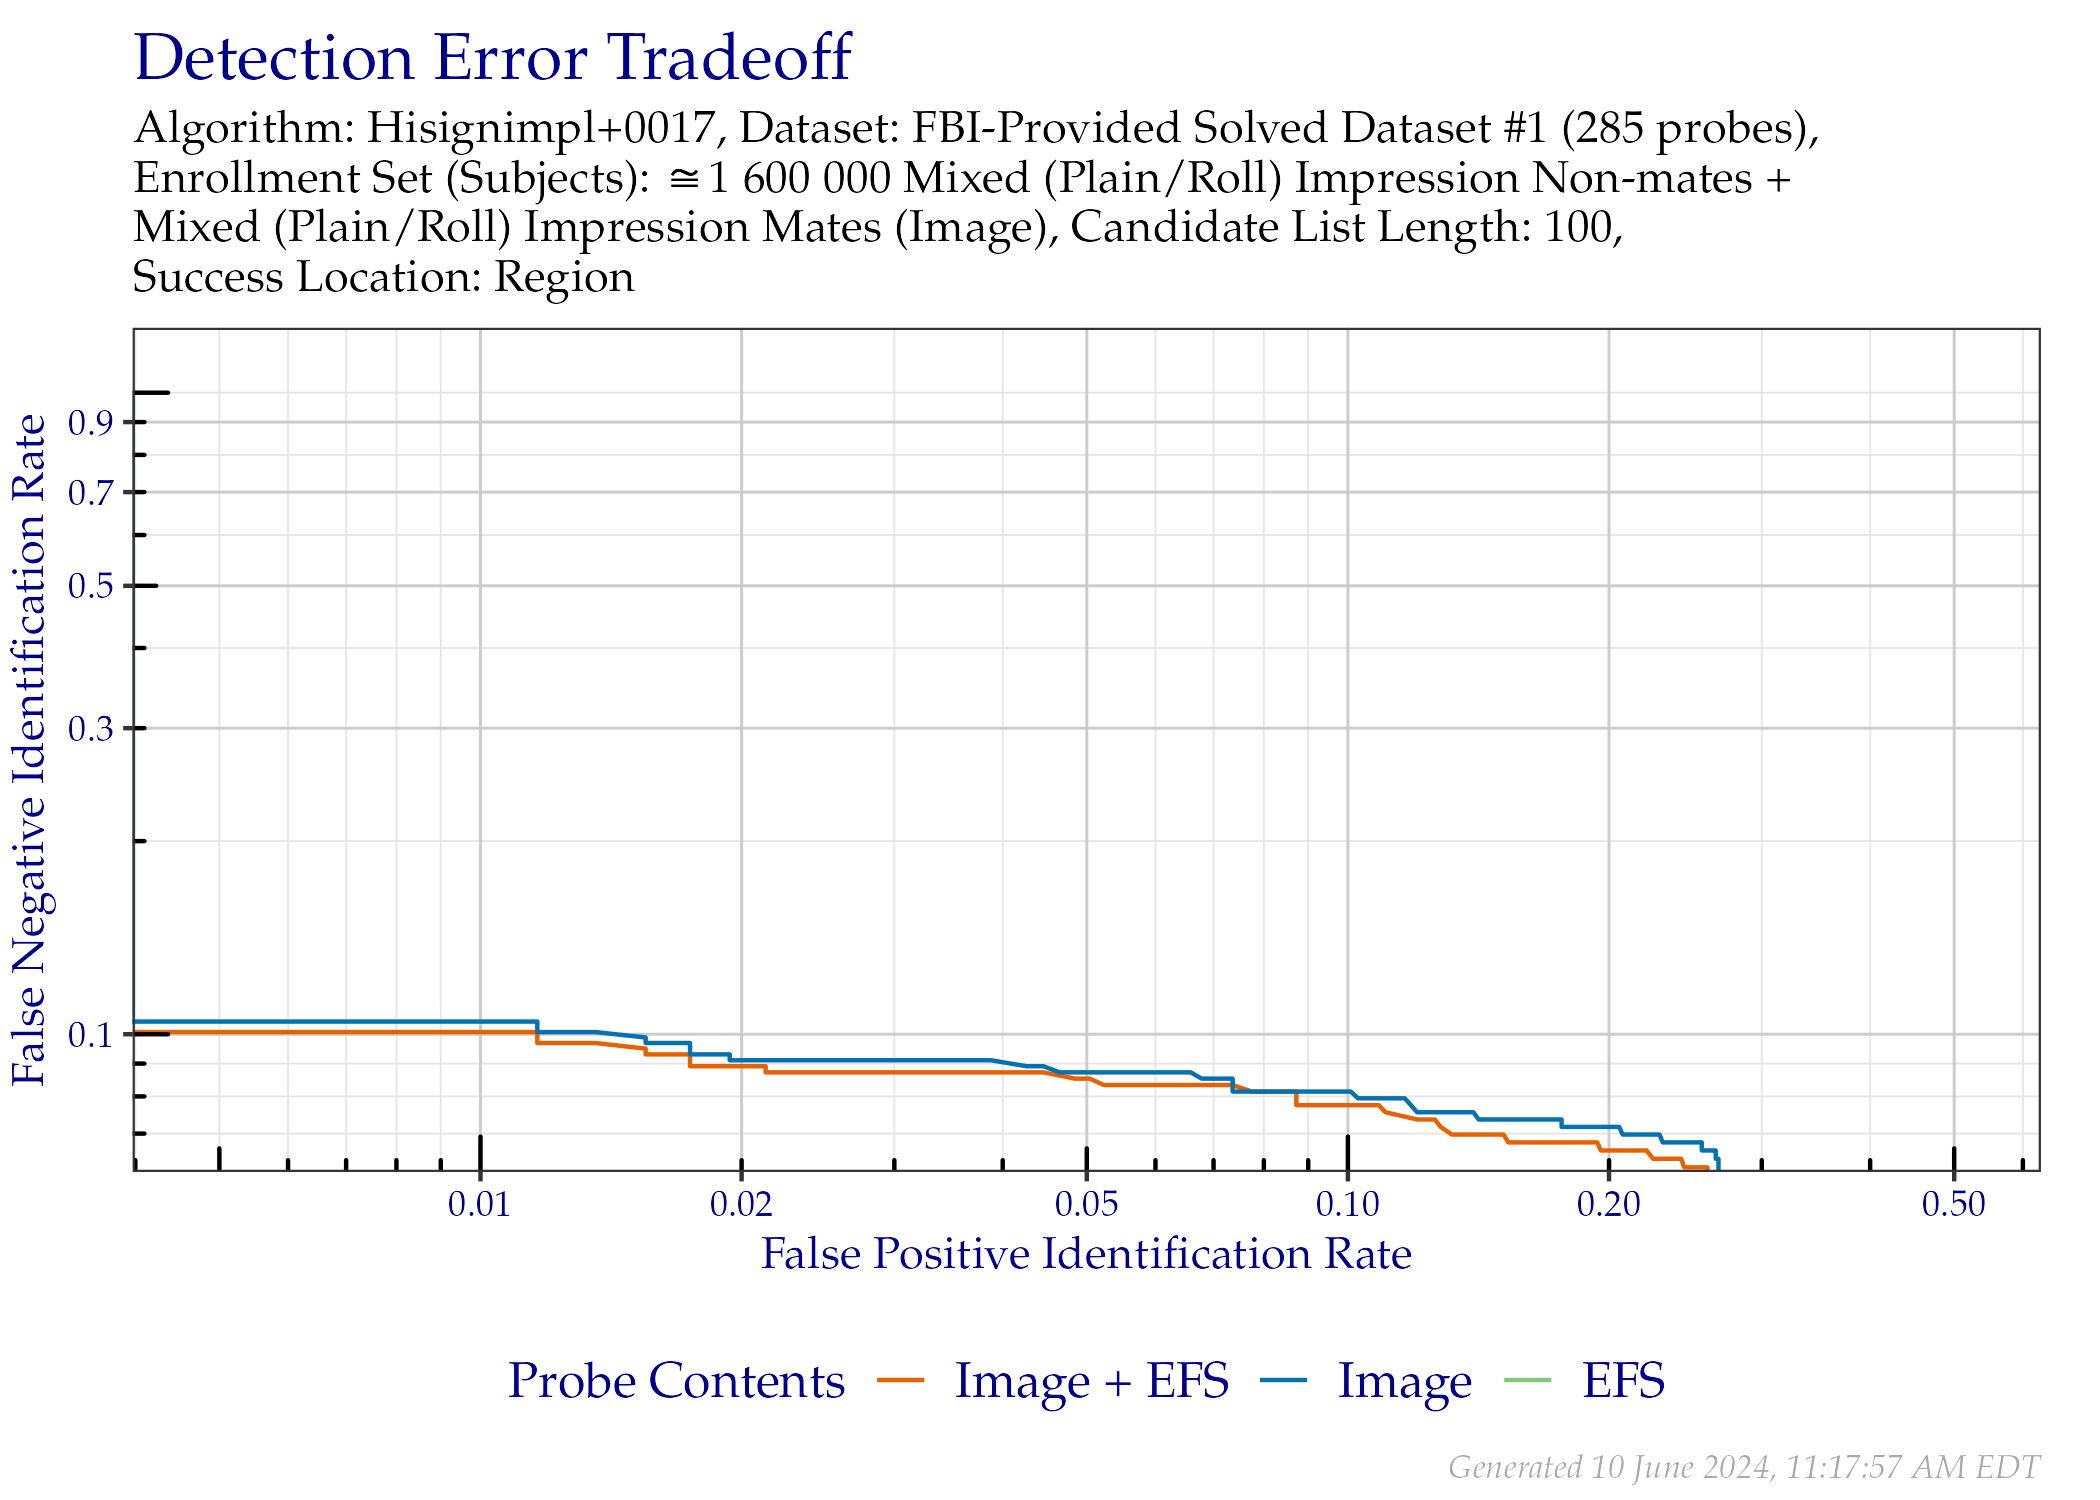 Detection Error Tradeoff
Algorithm: Hisignimpl+0017, Dataset: FBI-Provided Solved Dataset #1 (285 probes),
Enrollment Set (Subjects): ≅1 600 000 Mixed (Plain/Roll) Impression Non-mates +
Mixed (Plain/Roll) Impression Mates (Image), Candidate List Length: 100,
Success Location: Region
False Negative Identification Rate
0.9
0.7
0.5
0.3
0.1
0.01 0.02 0.05 0.10 0.20 0.50
False Positive Identification Rate
Probe Contents Image + EFS Image EFS
Generated 10 June 2024, 11:17:57 AM EDT